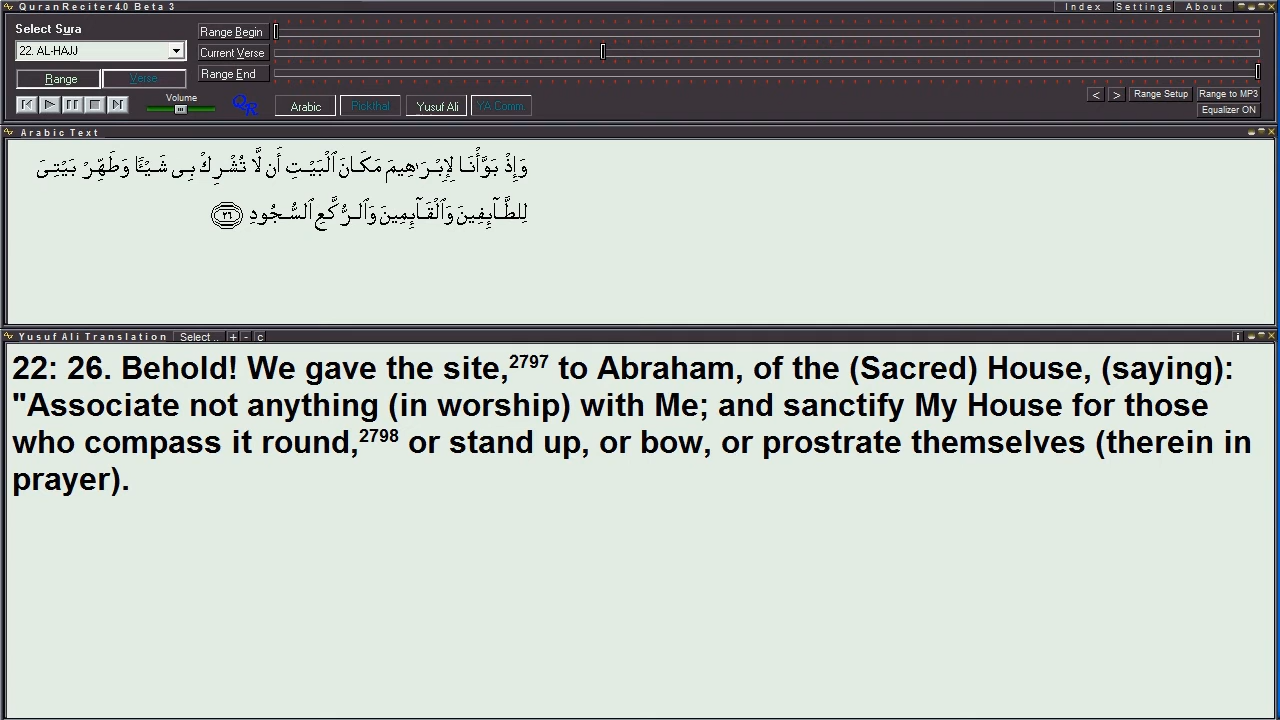 QuranReciter4.0 Beta 3
Index Settings About
Select Sura
22. AL-HAJJ
Range Verse
Volume
Range Begin
Current Verse
Range End
QR
Arabic Pickthal Yusuf Ali YA Comm.
< > Range Setup Range to MP3
Equalizer ON
Arabic Text
وَإِذْ بَوَّأْنَا لِإِبْرَٰهِيمَ مَكَانَ ٱلْبَيْتِ أَن لَّا تُشْرِكْ بِى شَيْـًٔا وَطَهِّرْ بَيْتِىَ
لِلطَّآئِفِينَ وَٱلْقَآئِمِينَ وَٱلرُّكَّعِ ٱلسُّجُودِ ٢٦
Yusuf Ali Translation Select .. + - c i
22: 26. Behold! We gave the site,2797 to Abraham, of the (Sacred) House, (saying):
"Associate not anything (in worship) with Me; and sanctify My House for those
who compass it round,2798 or stand up, or bow, or prostrate themselves (therein in
prayer).